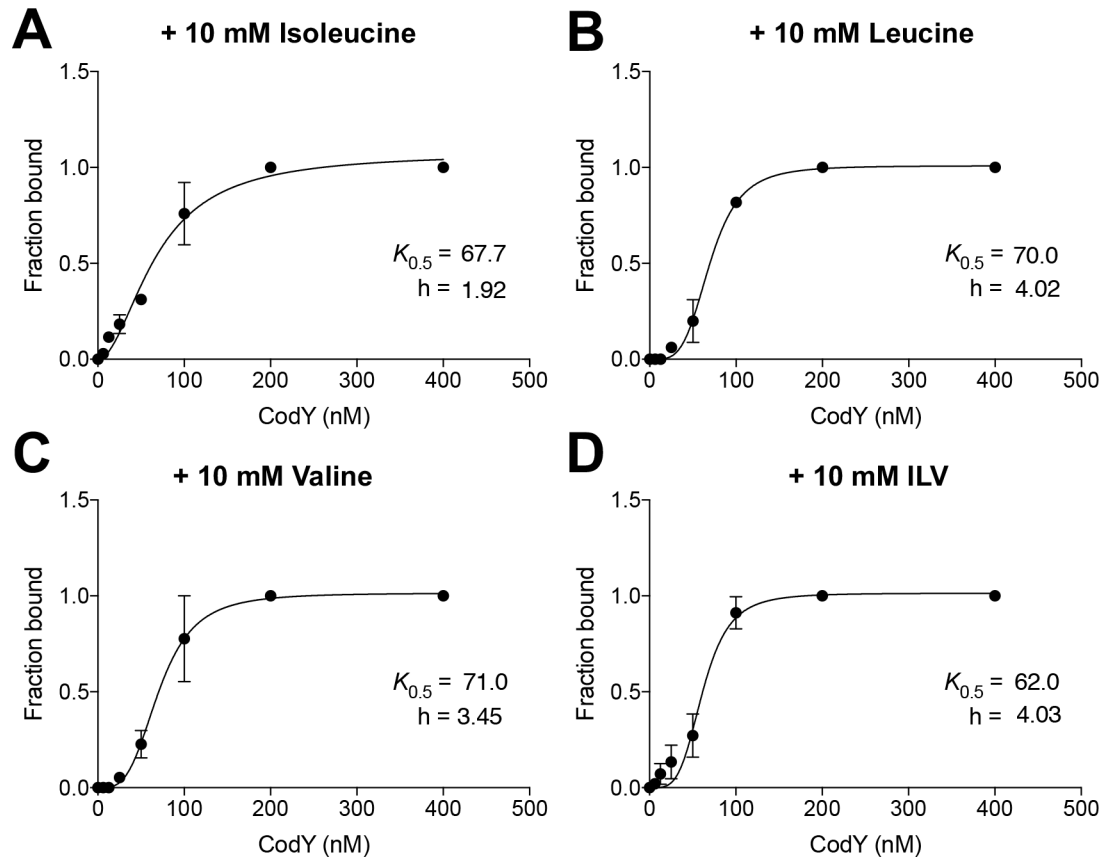 A
+ 10 mM Isoleucine
1.5
1.0
0.5
0.0
Fraction bound
K0.5 = 67.7
h = 1.92
0 100 200 300 400 500
CodY (nM)
B
+ 10 mM Leucine
1.5
1.0
0.5
0.0
Fraction bound
K0.5 = 70.0
h = 4.02
0 100 200 300 400 500
CodY (nM)
C
+ 10 mM Valine
1.5
1.0
0.5
0.0
Fraction bound
K0.5 = 71.0
h = 3.45
0 100 200 300 400 500
CodY (nM)
D
+ 10 mM ILV
1.5
1.0
0.5
0.0
Fraction bound
K0.5 = 62.0
h = 4.03
0 100 200 300 400 500
CodY (nM)